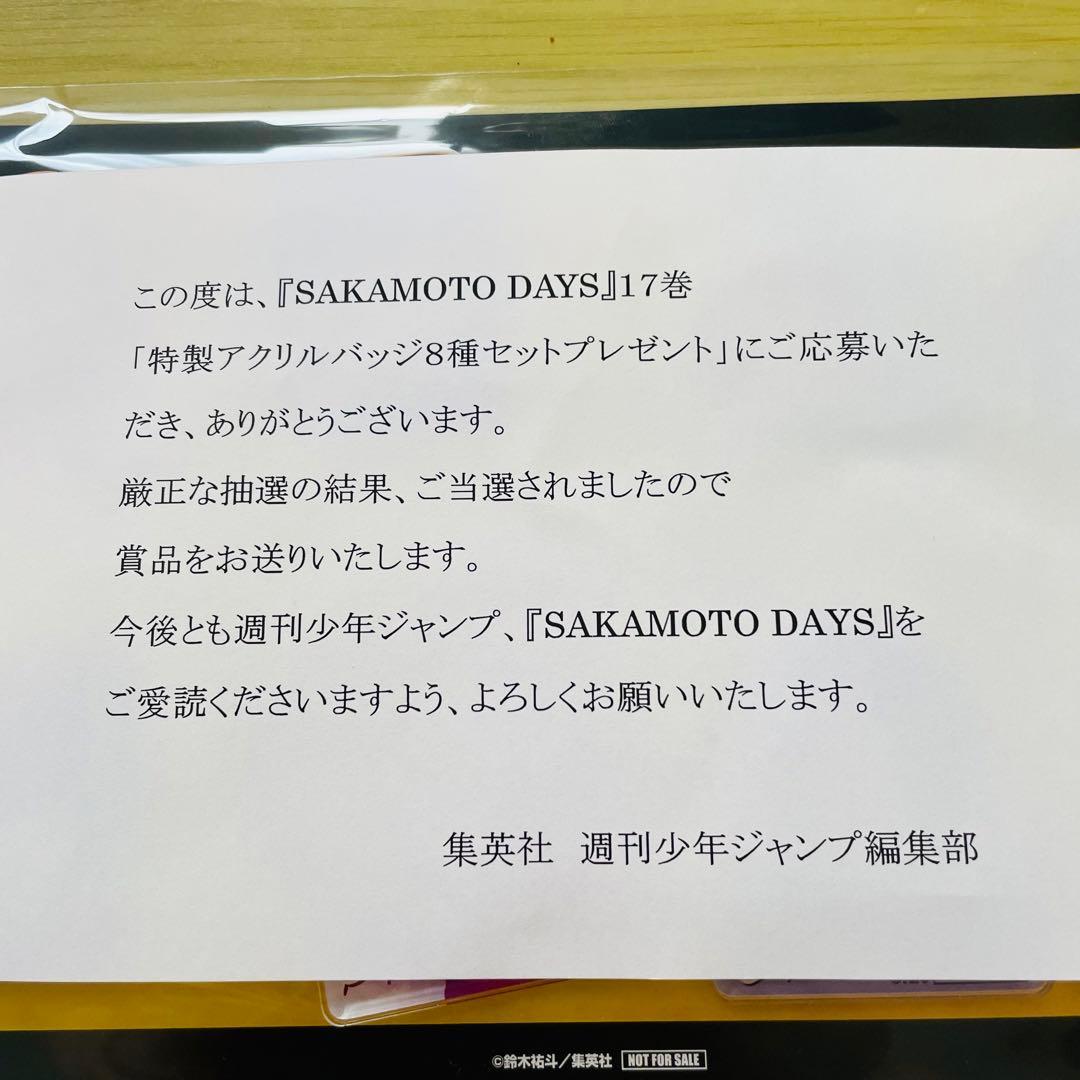 この度は、『SAKAMOTO DAYS』17巻
「特製アクリルバッジ8種セットプレゼント」にご応募いた
だき、ありがとうございます。
厳正な抽選の結果、ご当選されましたので
賞品をお送りいたします。
今後とも週刊少年ジャンプ、『SAKAMOTO DAYS』を
ご愛読くださいますよう、よろしくお願いいたします。
集英社 週刊少年ジャンプ編集部
©鈴木祐斗／集英社 NOT FOR SALE